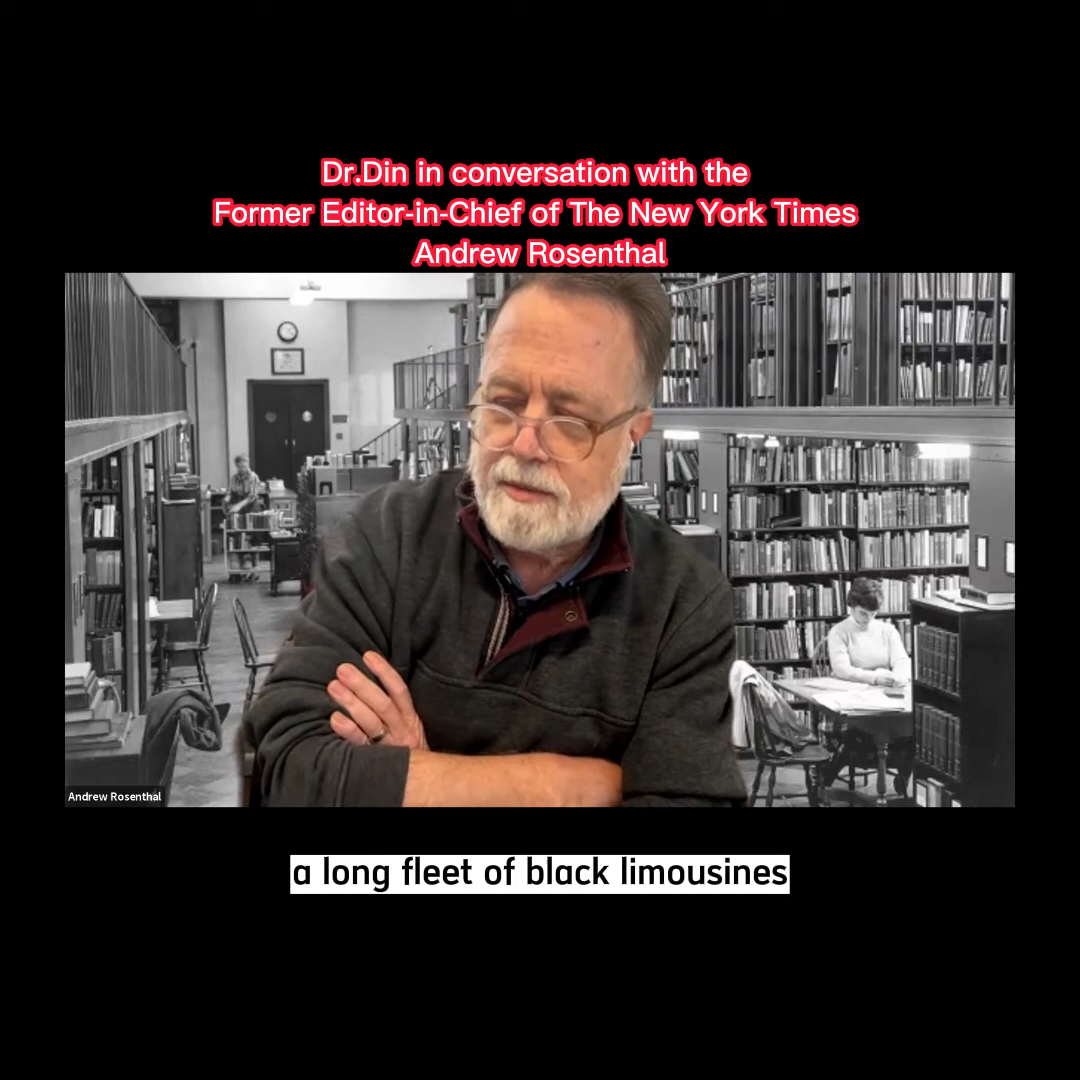 Dr.Din in conversation with the
Former Editor-in-Chief of The New York Times
Andrew Rosenthal
Andrew Rosenthal
a long fleet of black limousines